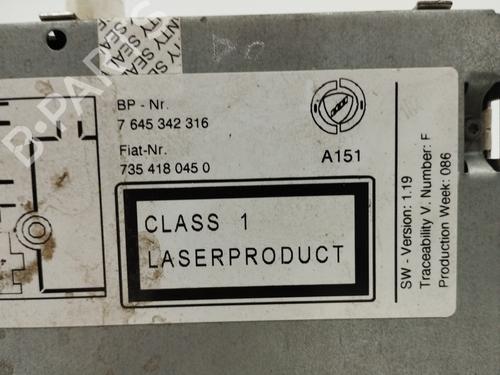 BP - Nr.
7 645 342 316
Fiat-Nr.
735 418 045 0
A151
CLASS 1
LASERPRODUCT
SW - Version: 1.19
Traceability V. Number: F
Production Week: 086
D-PARTS